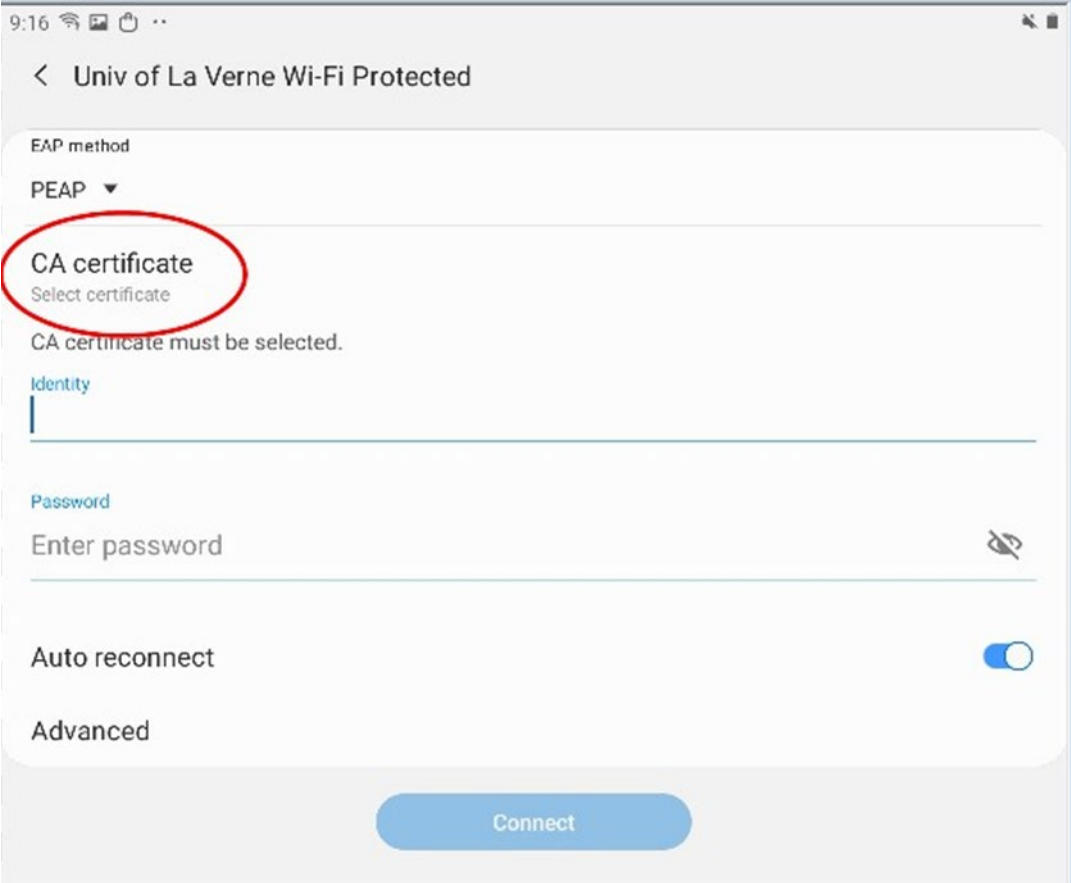 9:16
Univ of La Verne Wi-Fi Protected
EAP method
PEAP
CA certificate
Select certificate
CA certificate must be selected.
Identity
Password
Enter password
Auto reconnect
Advanced
Connect